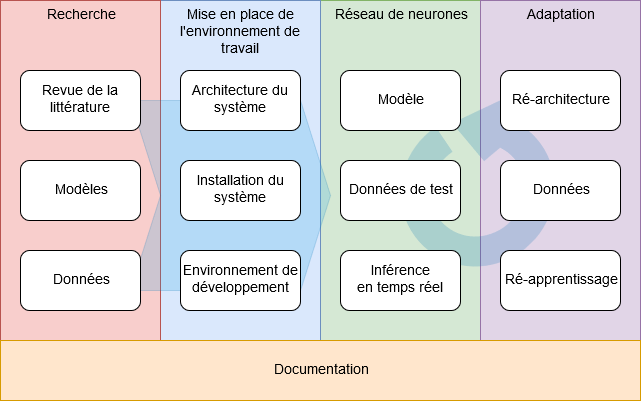 Recherche
Revue de la
littérature
Modèles
Données
Mise en place de
l'environnement de
travail
Architecture du
système
Installation du
système
Environnement de
développement
Réseau de neurones
Modèle
Données de test
Inférence
en temps réel
Adaptation
Ré-architecture
Données
Ré-apprentissage
Documentation